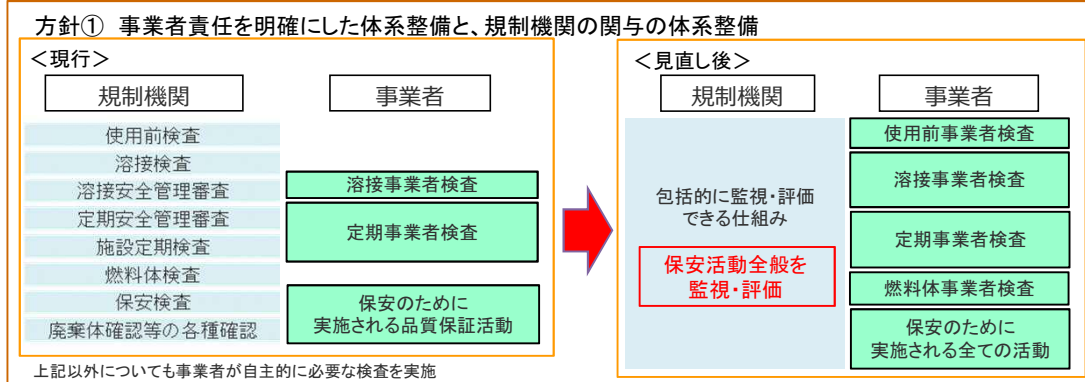 方針① 事業者責任を明確にした体系整備と、規制機関の関与の体系整備
＜現行＞
規制機関
事業者
使用前検査
溶接検査
溶接安全管理審査
定期安全管理審査
施設定期検査
燃料体検査
保安検査
廃棄体確認等の各種確認
溶接事業者検査
定期事業者検査
保安のために
実施される品質保証活動
上記以外についても事業者が自主的に必要な検査を実施
＜見直し後＞
規制機関
事業者
包括的に監視・評価
できる仕組み
保安活動全般を
監視・評価
使用前事業者検査
溶接事業者検査
定期事業者検査
燃料体事業者検査
保安のために
実施される全ての活動